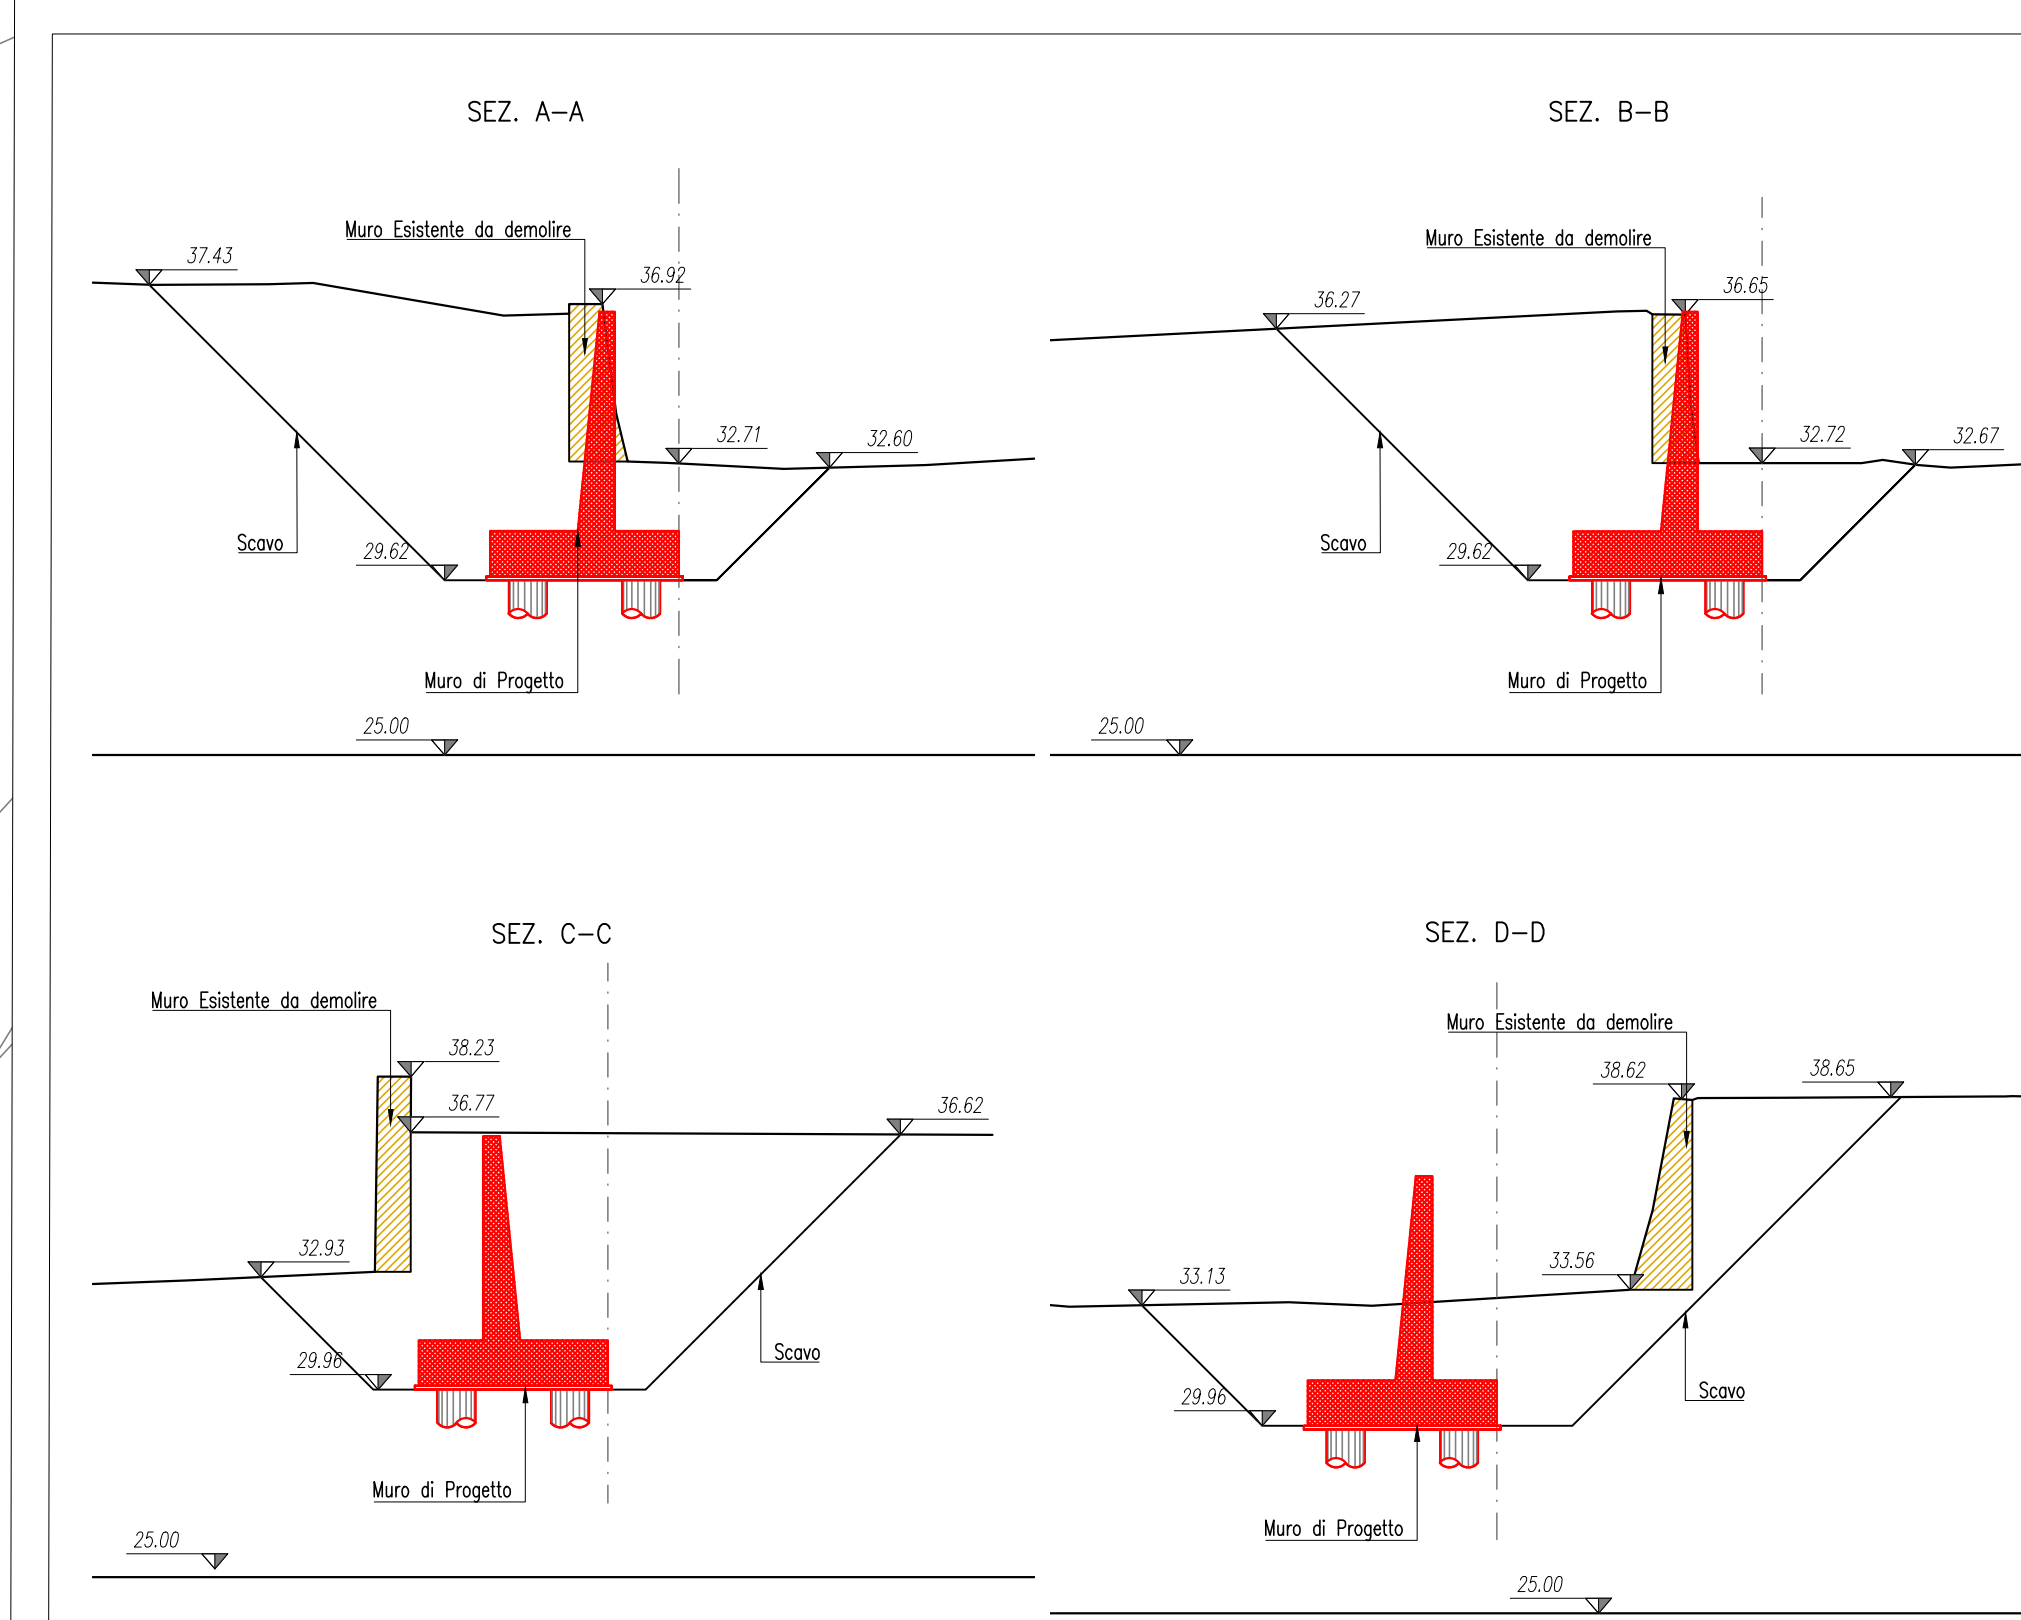 SEZ. A-A
Muro Esistente da demolire
37.43
36.92
32.71
32.60
Scavo
29.62
Muro di Progetto
25.00
SEZ. B-B
Muro Esistente da demolire
36.27
36.65
32.72
32.67
Scavo
29.62
Muro di Progetto
25.00
SEZ. C-C
Muro Esistente da demolire
38.23
36.77
36.62
32.93
29.96
Scavo
Muro di Progetto
25.00
SEZ. D-D
Muro Esistente da demolire
38.62
38.65
33.56
33.13
29.96
Scavo
Muro di Progetto
25.00